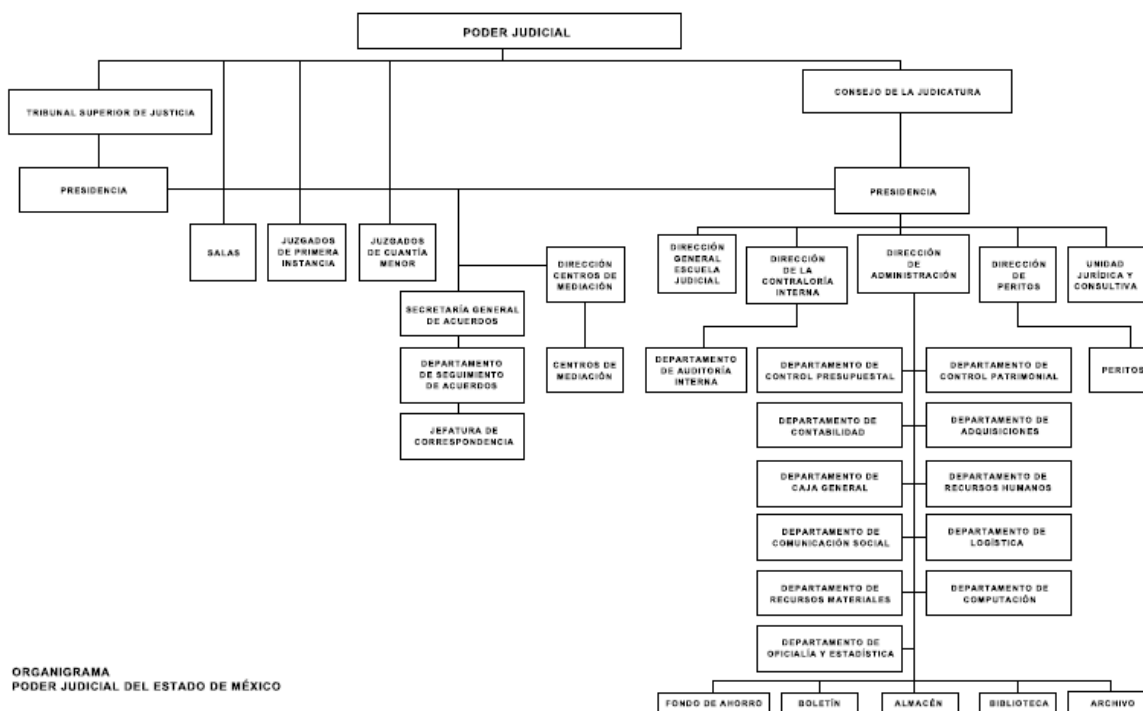 PODER JUDICIAL
TRIBUNAL SUPERIOR DE JUSTICIA
CONSEJO DE LA JUDICATURA
PRESIDENCIA
PRESIDENCIA
SALAS
JUZGADOS
DE PRIMERA
INSTANCIA
JUZGADOS
DE CUANTÍA
MENOR
DIRECCIÓN
CENTROS DE
MEDIACIÓN
DIRECCIÓN
GENERAL
ESCUELA
JUDICIAL
DIRECCIÓN
DE LA
CONTRALORÍA
INTERNA
DIRECCIÓN
DE
ADMINISTRACIÓN
DIRECCIÓN
DE
PERITOS
UNIDAD
JURÍDICA Y
CONSULTIVA
SECRETARÍA GENERAL
DE ACUERDOS
DEPARTAMENTO
DE SEGUIMIENTO
DE ACUERDOS
CENTROS DE
MEDIACIÓN
DEPARTAMENTO
DE AUDITORÍA
INTERNA
DEPARTAMENTO DE
CONTROL PRESUPUESTAL
DEPARTAMENTO DE
CONTROL PATRIMONIAL
PERITOS
JEFATURA DE
CORRESPONDENCIA
DEPARTAMENTO DE
CONTABILIDAD
DEPARTAMENTO DE
ADQUISICIONES
DEPARTAMENTO DE
CAJA GENERAL
DEPARTAMENTO DE
RECURSOS HUMANOS
DEPARTAMENTO DE
COMUNICACIÓN SOCIAL
DEPARTAMENTO DE
LOGÍSTICA
DEPARTAMENTO DE
RECURSOS MATERIALES
DEPARTAMENTO DE
COMPUTACIÓN
DEPARTAMENTO DE
OFICIALÍA Y ESTADÍSTICA
FONDO DE AHORRO
BOLETÍN
ALMACÉN
BIBLIOTECA
ARCHIVO
ORGANIGRAMA
PODER JUDICIAL DEL ESTADO DE MÉXICO